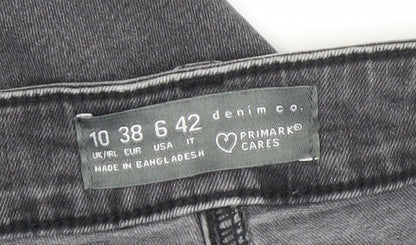 10 38 6 42 denim co.
UK/IRL EUR USA IT
♡ PRIMARK®
CARES
MADE IN BANGLADESH